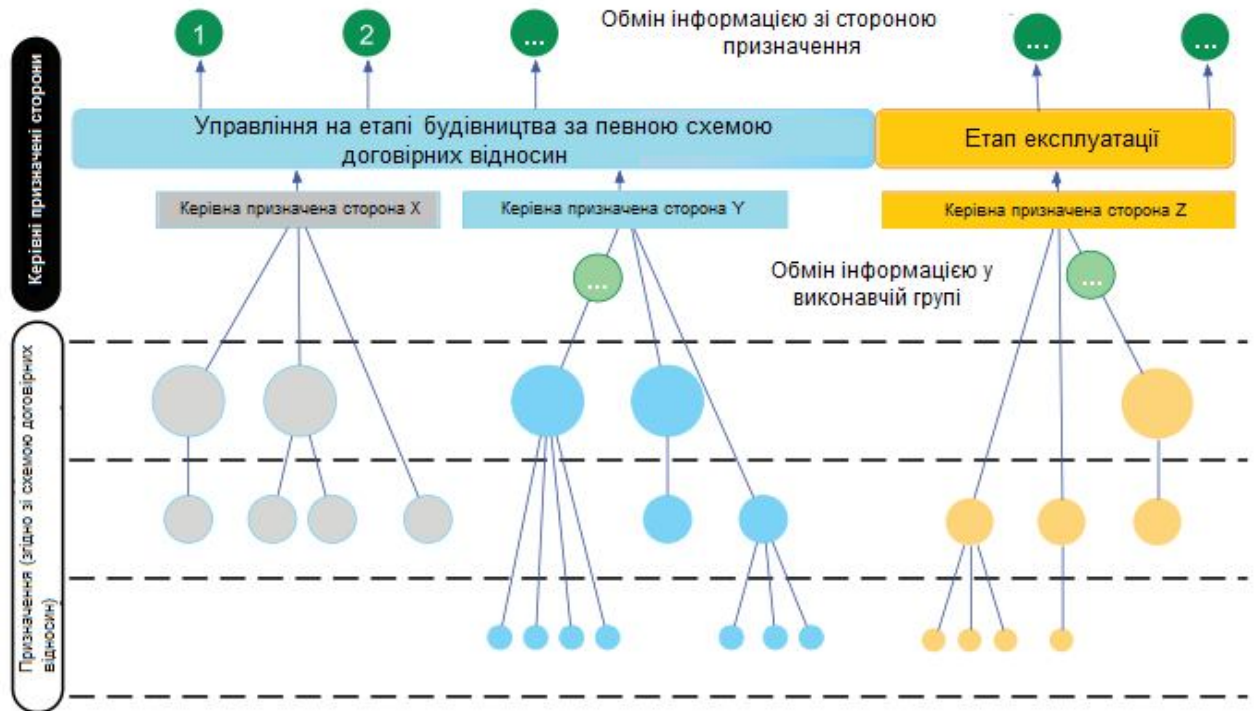 Обмін інформацією зі стороною
призначення
1
2
...
...
...
Керівні призначені сторони
Управління на етапі будівництва за певною схемою
договірних відносин
Етап експлуатації
Керівна призначена сторона X
Керівна призначена сторона Y
Керівна призначена сторона Z
...
Обмін інформацією у
виконавчій групі
...
Призначення (згідно зі схемою договірних
відносин)